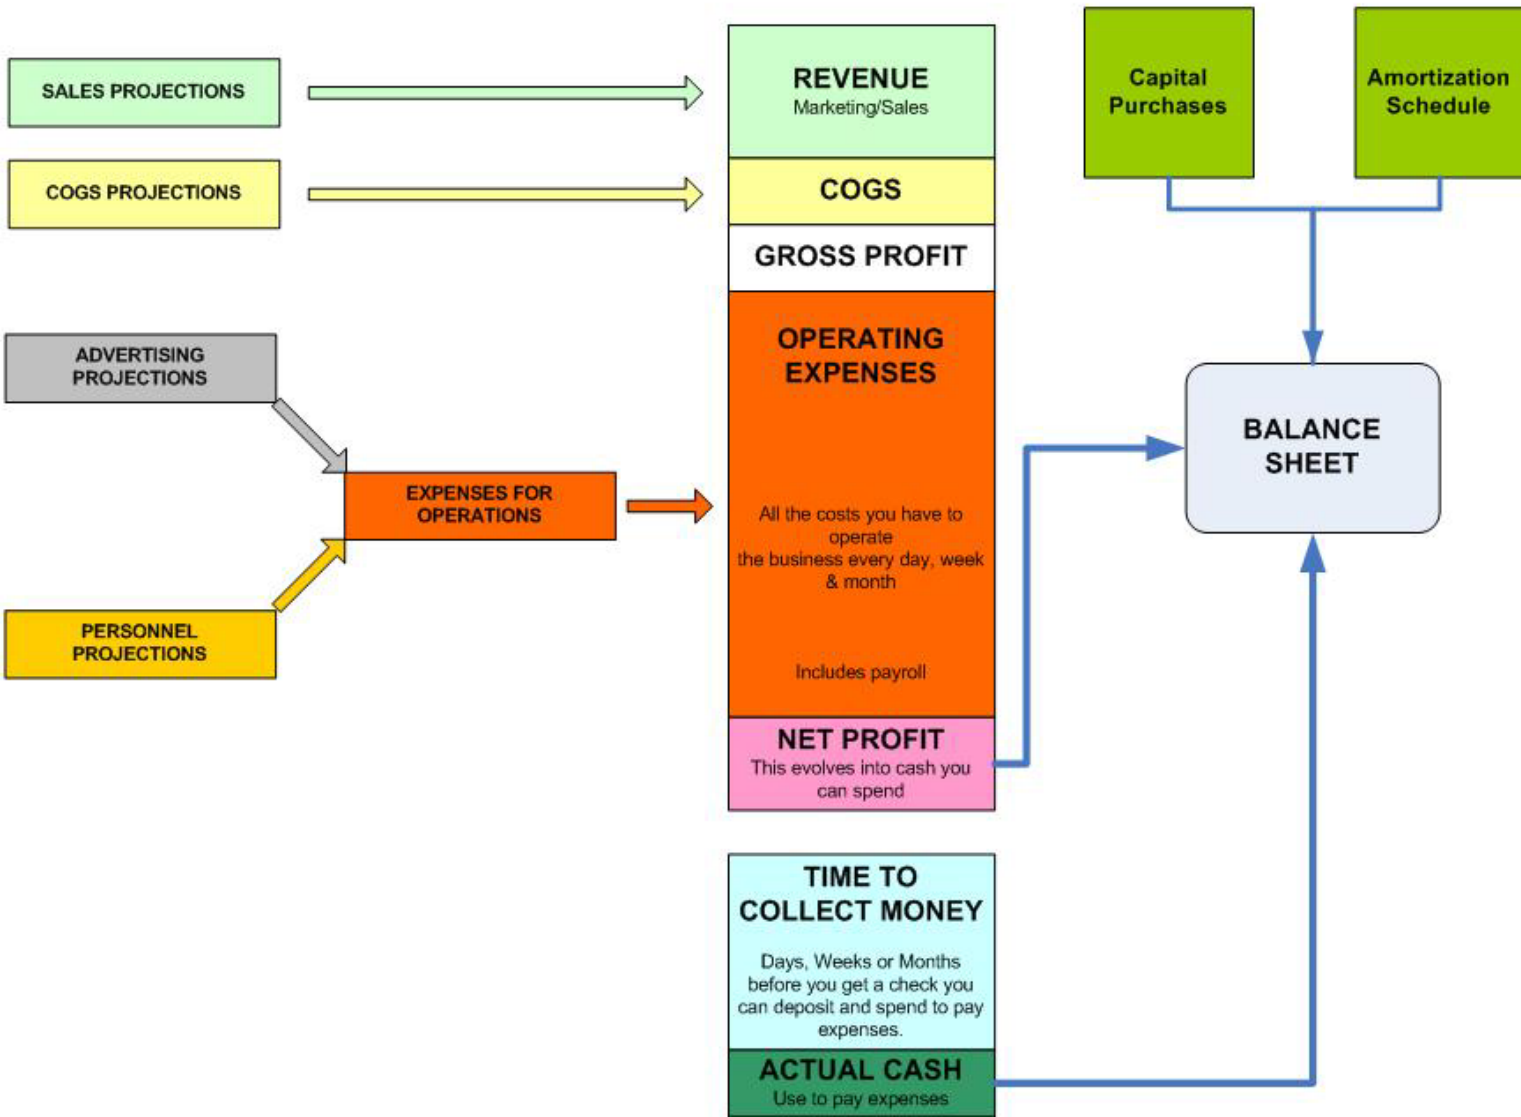 SALES PROJECTIONS
COGS PROJECTIONS
ADVERTISING
PROJECTIONS
PERSONNEL
PROJECTIONS
EXPENSES FOR
OPERATIONS
REVENUE
Marketing/Sales
COGS
GROSS PROFIT
OPERATING
EXPENSES
All the costs you have to
operate
the business every day, week
& month
Includes payroll
NET PROFIT
This evolves into cash you
can spend
TIME TO
COLLECT MONEY
Days, Weeks or Months
before you get a check you
can deposit and spend to pay
expenses.
ACTUAL CASH
Use to pay expenses
Capital
Purchases
Amortization
Schedule
BALANCE
SHEET